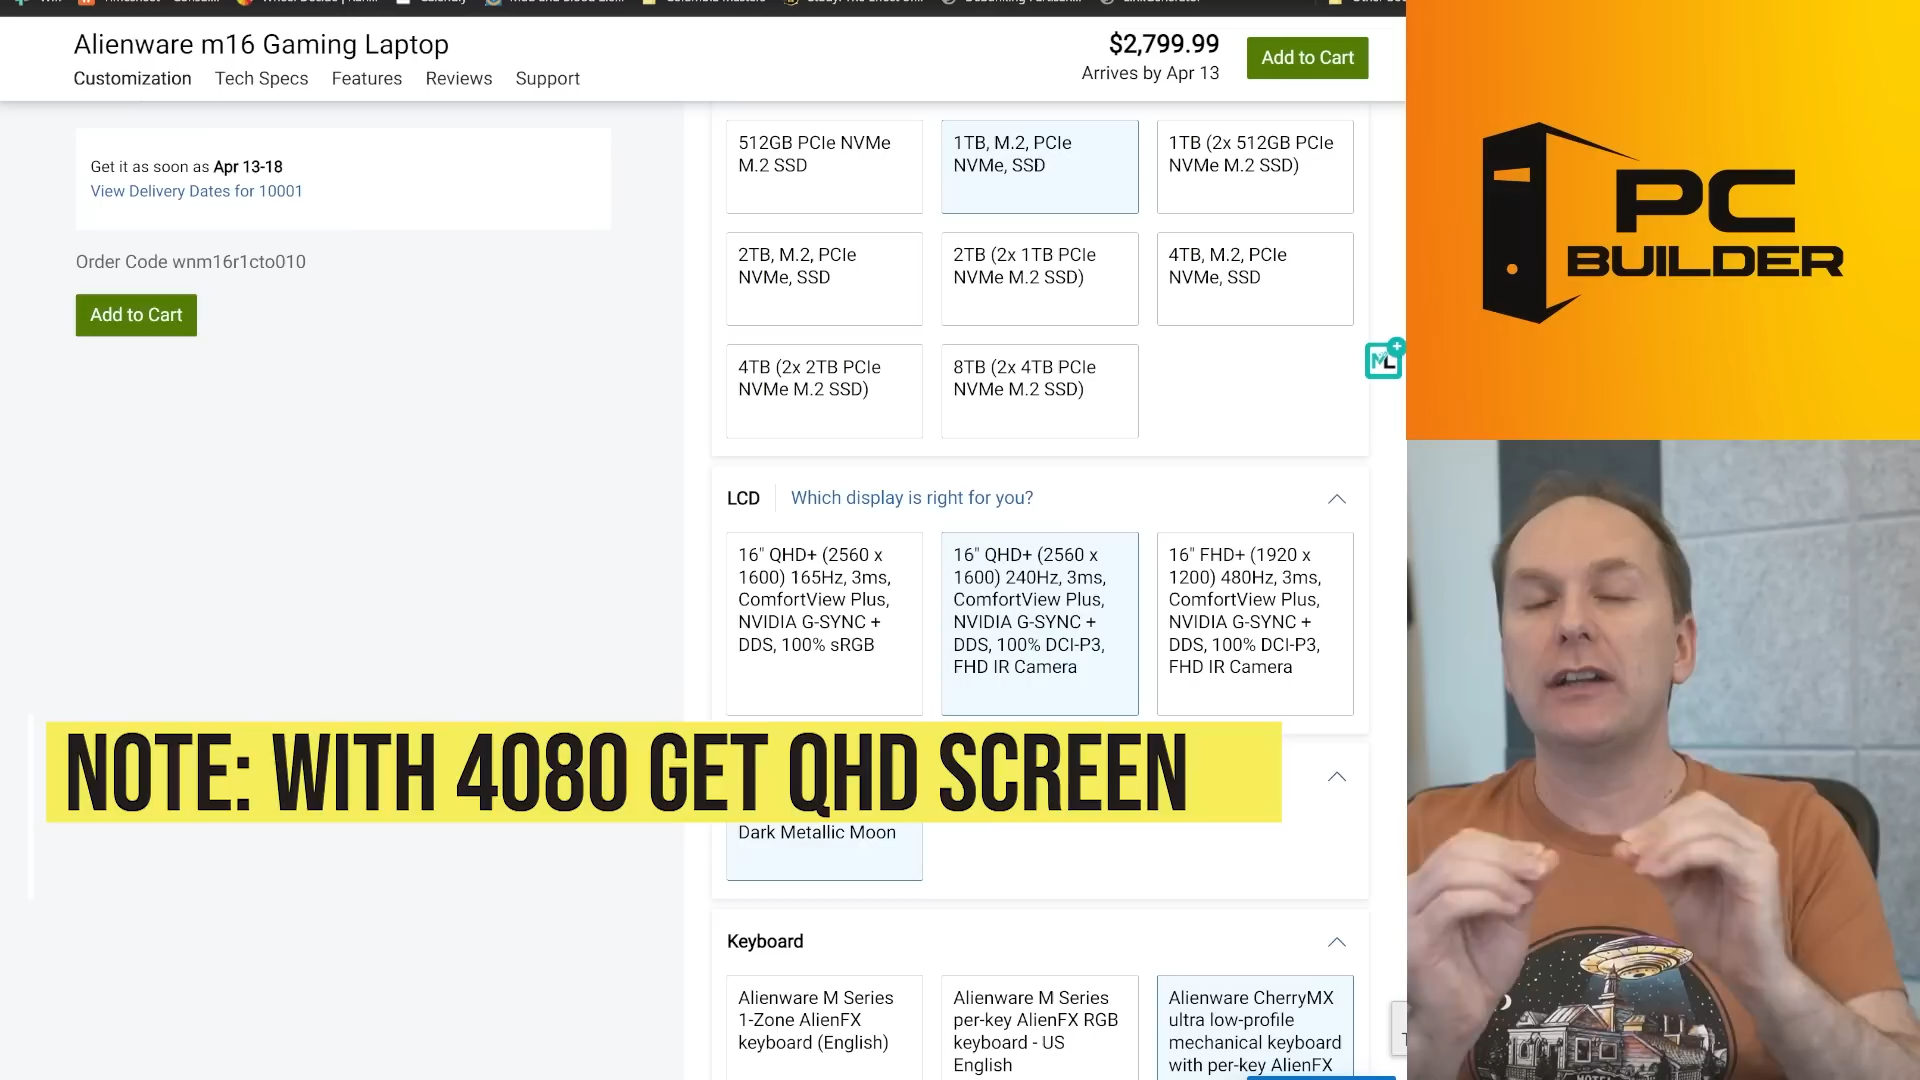 Alienware m16 Gaming Laptop
$2,799.99
Add to Cart
Arrives by Apr 13
Customization
Tech Specs
Features
Reviews
Support
Get it as soon as Apr 13-18
View Delivery Dates for 10001
Order Code wnm16r1cto010
Add to Cart
512GB PCIe NVMe
M.2 SSD
1TB, M.2, PCIe
NVMe, SSD
1TB (2x 512GB PCIe
NVMe M.2 SSD)
2TB, M.2, PCIe
NVMe, SSD
2TB (2x 1TB PCIe
NVMe M.2 SSD)
4TB, M.2, PCIe
NVMe, SSD
4TB (2x 2TB PCIe
NVMe M.2 SSD)
8TB (2x 4TB PCIe
NVMe M.2 SSD)
ML
LCD
Which display is right for you?
16" QHD+ (2560 x
1600) 165Hz, 3ms,
ComfortView Plus,
NVIDIA G-SYNC +
DDS, 100% sRGB
16" QHD+ (2560 x
1600) 240Hz, 3ms,
ComfortView Plus,
NVIDIA G-SYNC +
DDS, 100% DCI-P3,
FHD IR Camera
16" FHD+ (1920 x
1200) 480Hz, 3ms,
ComfortView Plus,
NVIDIA G-SYNC +
DDS, 100% DCI-P3,
FHD IR Camera
NOTE: WITH 4080 GET QHD SCREEN
Dark Metallic Moon
Keyboard
Alienware M Series
1-Zone AlienFX
keyboard (English)
Alienware M Series
per-key AlienFX RGB
keyboard - US
English
Alienware CherryMX
ultra low-profile
mechanical keyboard
with per-key AlienFX
PC
BUILDER
HOTEL